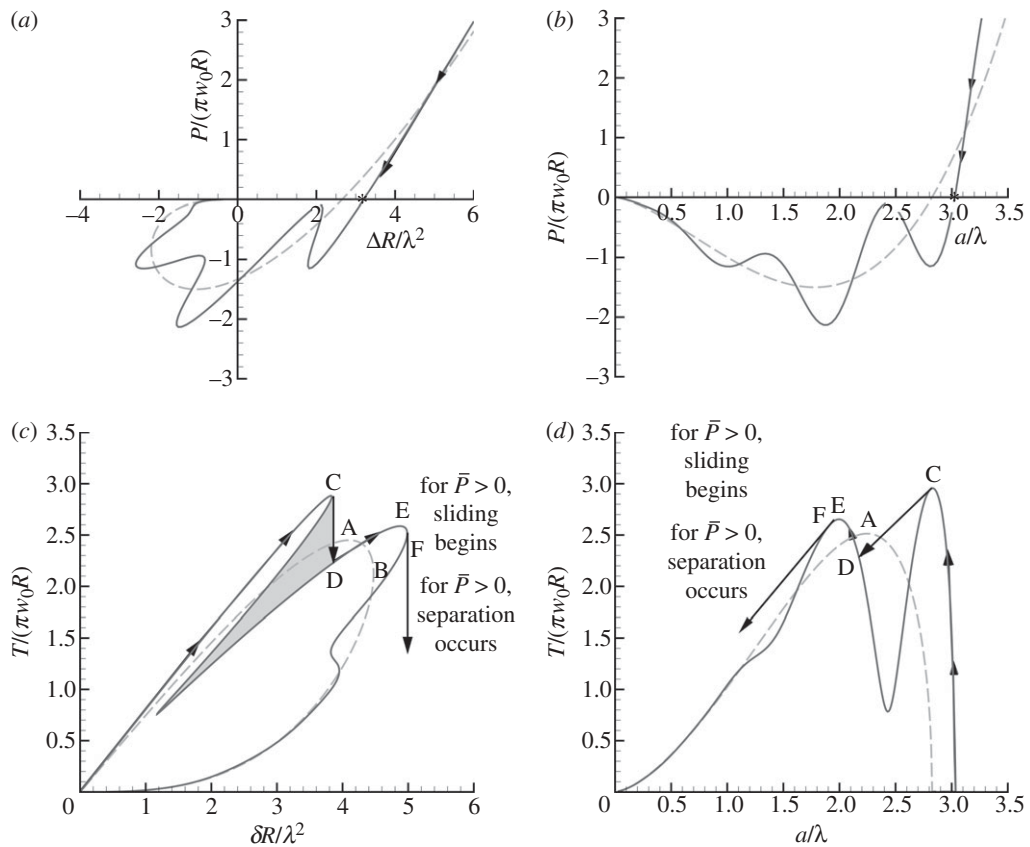 (a)
3
2
1
P/(πw₀R)
−4
−2
0
2
4
6
ΔR/λ²
−1
−2
−3
(b)
3
2
1
0
−1
−2
−3
P/(πw₀R)
0.5
1.0
1.5
2.0
2.5
3.0
3.5
a/λ
(c)
3.5
3.0
2.5
2.0
1.5
1.0
0.5
0
T/(πw₀R)
C
A
D
E
F
B
for P̄ > 0,
sliding
begins
for P̄ > 0,
separation
occurs
1
2
3
4
5
6
δR/λ²
(d)
3.5
3.0
2.5
2.0
1.5
1.0
0.5
0
T/(πw₀R)
for P̄ > 0,
sliding
begins
for P̄ > 0,
separation
occurs
F E
A
C
D
0.5
1.0
1.5
2.0
2.5
3.0
3.5
a/λ